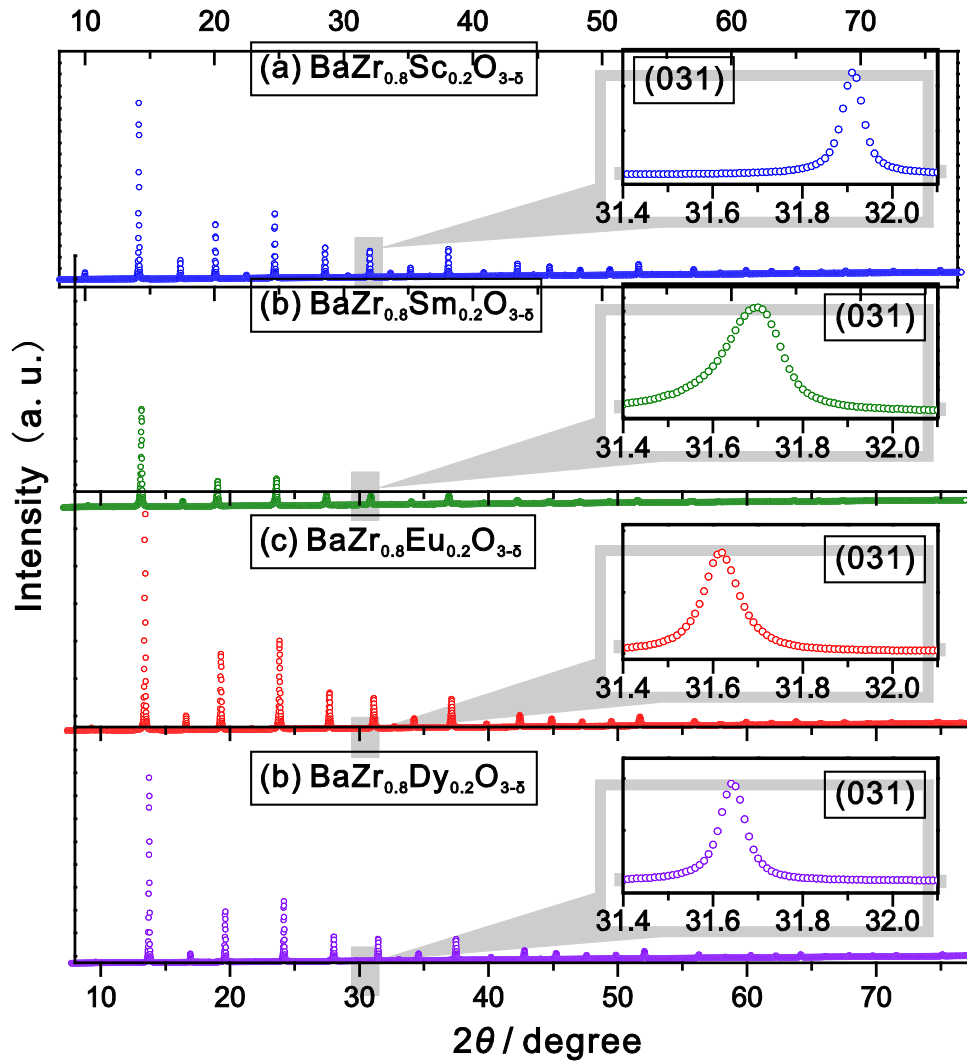 10 20 30 40 50 60 70
(a) BaZr0.8Sc0.2O3-δ
(031)
31.4 31.6 31.8 32.0
(b) BaZr0.8Sm0.2O3-δ
(031)
31.4 31.6 31.8 32.0
Intensity (a. u.)
(c) BaZr0.8Eu0.2O3-δ
(031)
31.4 31.6 31.8 32.0
(b) BaZr0.8Dy0.2O3-δ
(031)
31.4 31.6 31.8 32.0
10 20 30 40 50 60 70
2θ / degree